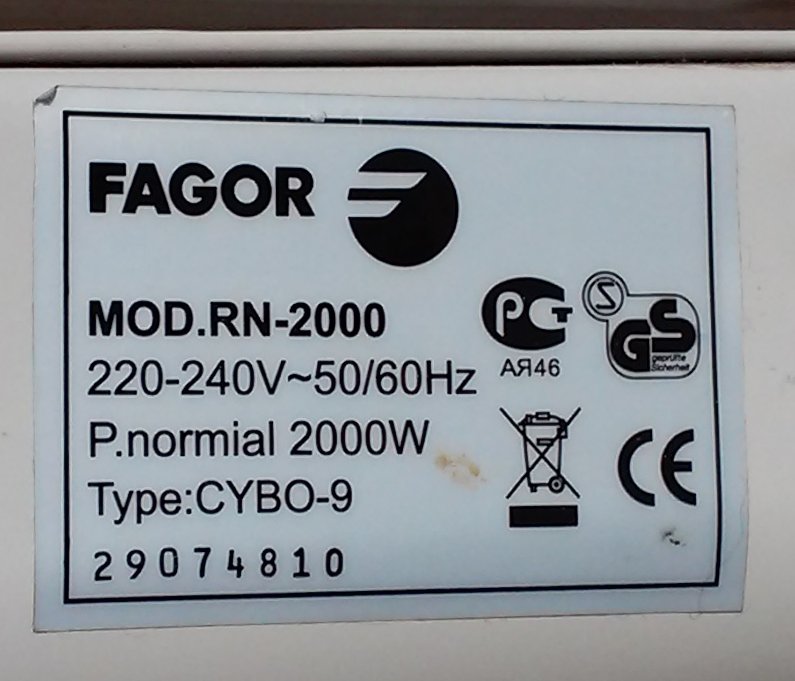 FAGOR
MOD.RN-2000
220-240V~50/60Hz
P.normial 2000W
Type:CYBO-9
29074810
PCT
АЯ46
S
GS
geprüfte
Sicherheit
CE